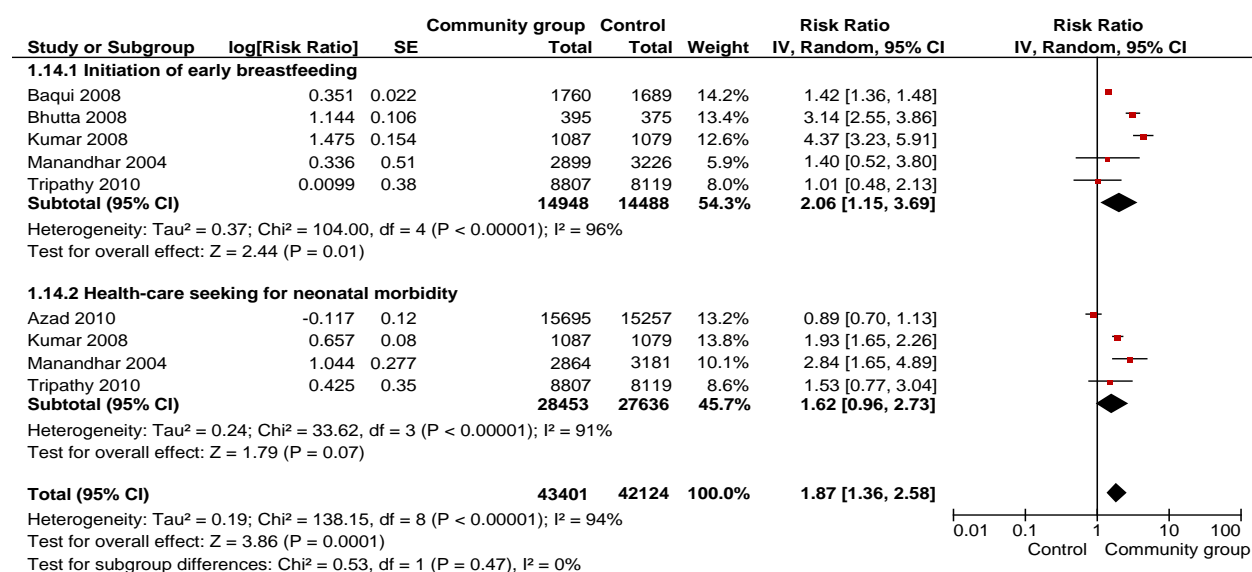 Community group Control Risk Ratio Risk Ratio
Study or Subgroup log[Risk Ratio] SE Total Total Weight IV, Random, 95% CI IV, Random, 95% CI
1.14.1 Initiation of early breastfeeding
Baqui 2008 0.351 0.022 1760 1689 14.2% 1.42 [1.36, 1.48]
Bhutta 2008 1.144 0.106 395 375 13.4% 3.14 [2.55, 3.86]
Kumar 2008 1.475 0.154 1087 1079 12.6% 4.37 [3.23, 5.91]
Manandhar 2004 0.336 0.51 2899 3226 5.9% 1.40 [0.52, 3.80]
Tripathy 2010 0.0099 0.38 8807 8119 8.0% 1.01 [0.48, 2.13]
Subtotal (95% CI) 14948 14488 54.3% 2.06 [1.15, 3.69]
Heterogeneity: Tau² = 0.37; Chi² = 104.00, df = 4 (P < 0.00001); I² = 96%
Test for overall effect: Z = 2.44 (P = 0.01)
1.14.2 Health-care seeking for neonatal morbidity
Azad 2010 -0.117 0.12 15695 15257 13.2% 0.89 [0.70, 1.13]
Kumar 2008 0.657 0.08 1087 1079 13.8% 1.93 [1.65, 2.26]
Manandhar 2004 1.044 0.277 2864 3181 10.1% 2.84 [1.65, 4.89]
Tripathy 2010 0.425 0.35 8807 8119 8.6% 1.53 [0.77, 3.04]
Subtotal (95% CI) 28453 27636 45.7% 1.62 [0.96, 2.73]
Heterogeneity: Tau² = 0.24; Chi² = 33.62, df = 3 (P < 0.00001); I² = 91%
Test for overall effect: Z = 1.79 (P = 0.07)
Total (95% CI) 43401 42124 100.0% 1.87 [1.36, 2.58]
Heterogeneity: Tau² = 0.19; Chi² = 138.15, df = 8 (P < 0.00001); I² = 94%
Test for overall effect: Z = 3.86 (P = 0.0001)
Test for subgroup differences: Chi² = 0.53, df = 1 (P = 0.47), I² = 0%
0.01 0.1 1 10 100
Control Community group